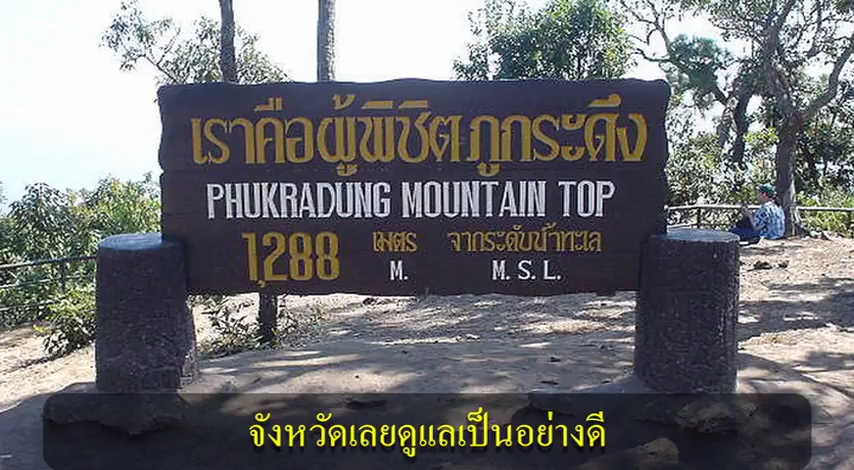 เราคือผู้พิชิตภูกระดึง
PHUKRADUNG MOUNTAIN TOP
1,288 เมตร จากระดับน้ำทะเล
M. M.S.L.
จังหวัดเลยดูแลเป็นอย่างดี